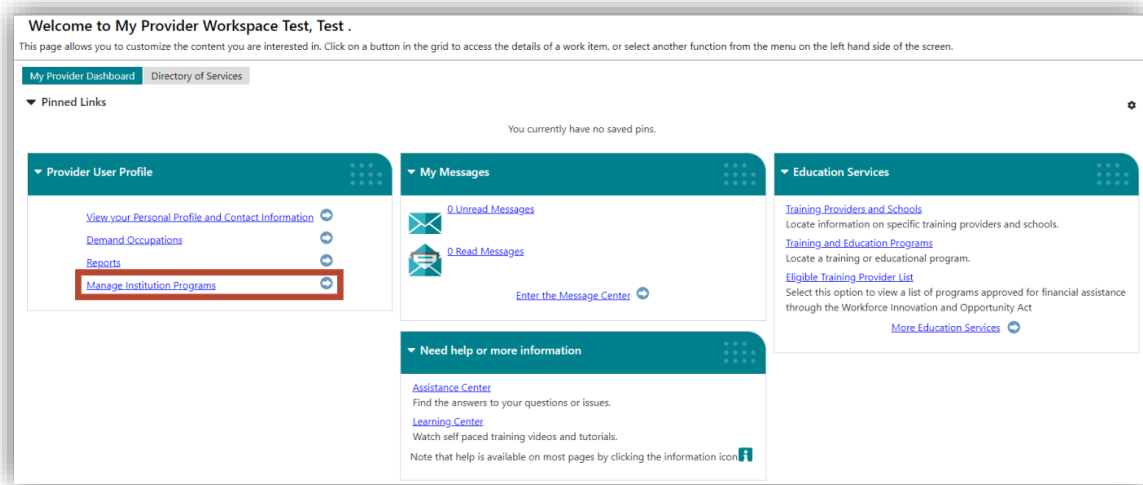 Welcome to My Provider Workspace Test, Test .
This page allows you to customize the content you are interested in. Click on a button in the grid to access the details of a work item, or select another function from the menu on the left hand side of the screen.
My Provider Dashboard
Directory of Services
Pinned Links
You currently have no saved pins.
Provider User Profile
View your Personal Profile and Contact Information
Demand Occupations
Reports
Manage Institution Programs
My Messages
0 Unread Messages
0 Read Messages
Enter the Message Center
Need help or more information
Assistance Center
Find the answers to your questions or issues.
Learning Center
Watch self paced training videos and tutorials.
Note that help is available on most pages by clicking the information icon
Education Services
Training Providers and Schools
Locate information on specific training providers and schools.
Training and Education Programs
Locate a training or educational program.
Eligible Training Provider List
Select this option to view a list of programs approved for financial assistance
through the Workforce Innovation and Opportunity Act
More Education Services